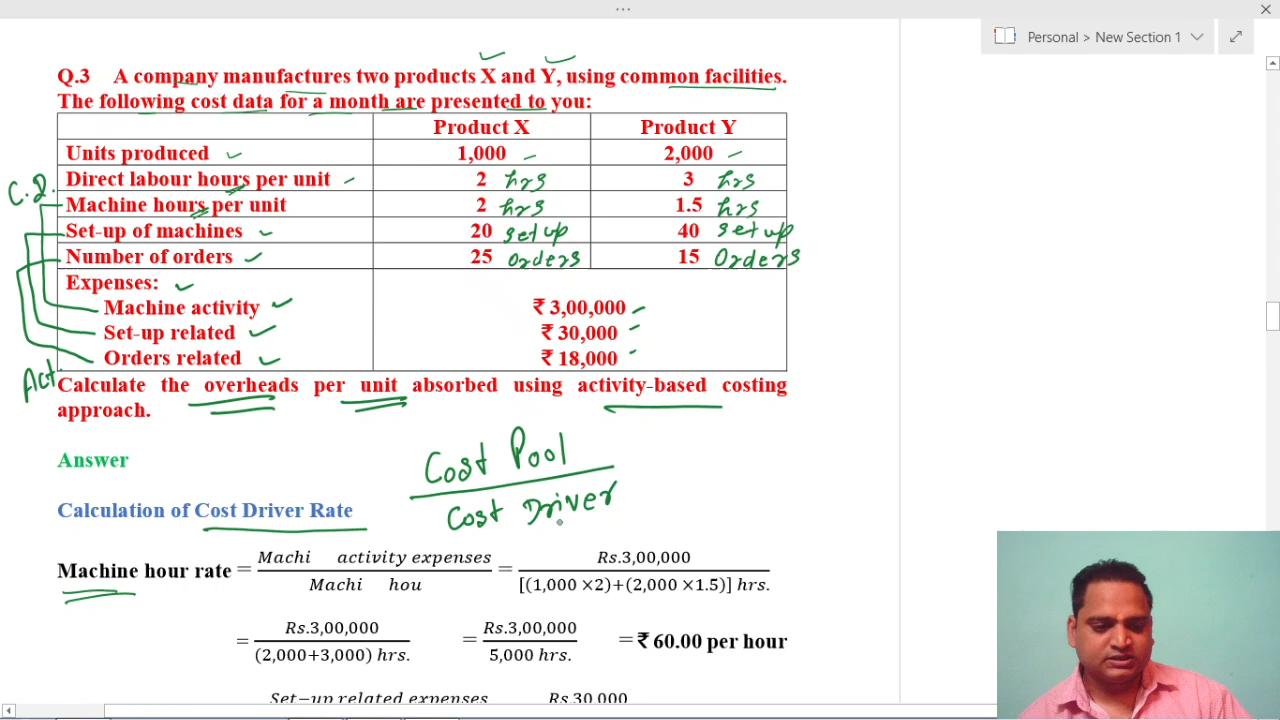 Personal > New Section 1
Q.3 A company manufactures two products X and Y, using common facilities.
The following cost data for a month are presented to you:
Product X Product Y
Units produced 1,000 2,000
C.D. Direct labour hours per unit 2 hrs 3 hrs
Machine hours per unit 2 hrs 1.5 hrs
Set-up of machines 20 set up 40 set up
Number of orders 25 orders 15 Orders
Expenses:
Machine activity ₹ 3,00,000
Set-up related ₹ 30,000
Orders related ₹ 18,000
Act. Calculate the overheads per unit absorbed using activity-based costing
approach.
Cost Pool
Answer
Cost Driver
Calculation of Cost Driver Rate
Machine hour rate = Machi activity expenses / Machi hou = Rs.3,00,000 / [(1,000 ×2)+(2,000 ×1.5)] hrs.
= Rs.3,00,000 / (2,000+3,000) hrs. = Rs.3,00,000 / 5,000 hrs. = ₹ 60.00 per hour
Set−up related expenses Rs.30,000